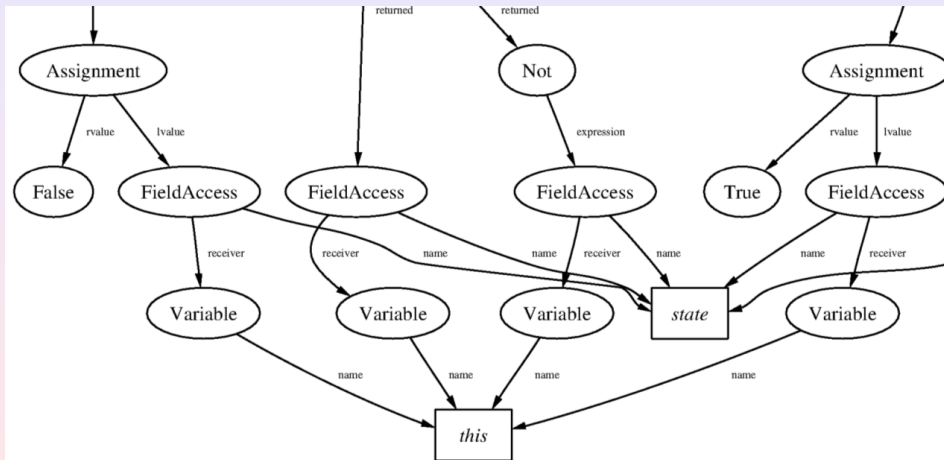 returned returned
Assignment Not Assignment
rvalue lvalue expression rvalue lvalue
False FieldAccess FieldAccess FieldAccess True FieldAccess
receiver receiver name name receiver name name receiver
Variable Variable Variable state Variable
name name name name
this